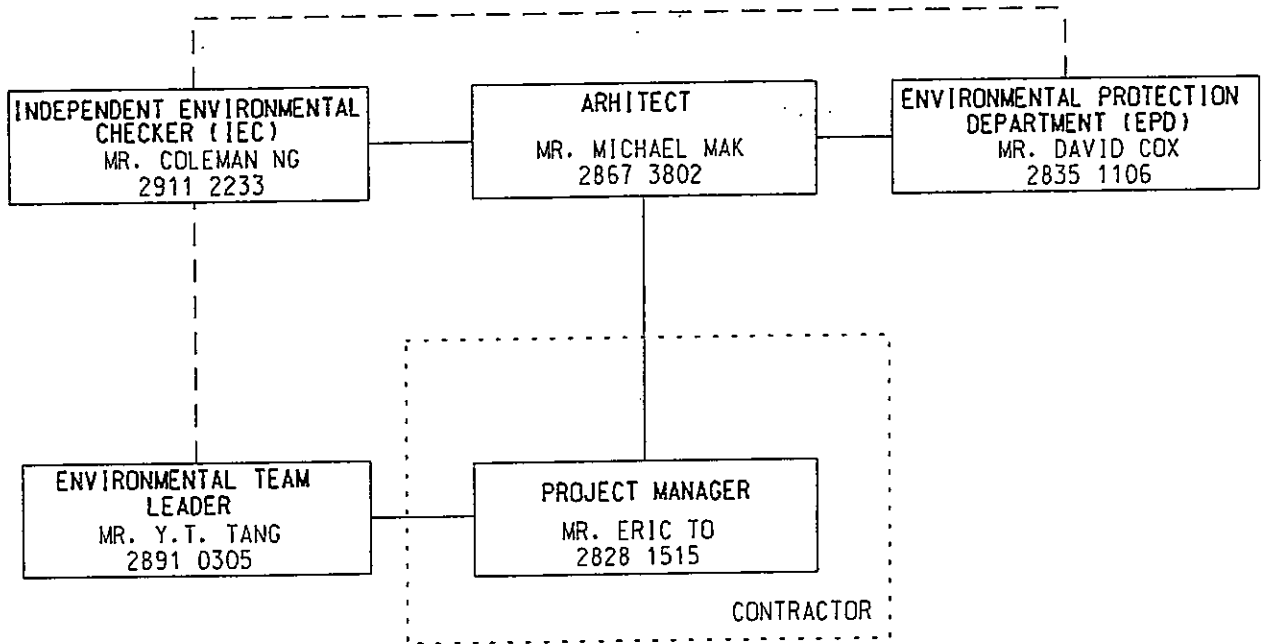 INDEPENDENT ENVIRONMENTAL
CHECKER (IEC)
MR. COLEMAN NG
2911 2233
ARHITECT
MR. MICHAEL MAK
2867 3802
ENVIRONMENTAL PROTECTION
DEPARTMENT (EPD)
MR. DAVID COX
2835 1106
ENVIRONMENTAL TEAM
LEADER
MR. Y.T. TANG
2891 0305
PROJECT MANAGER
MR. ERIC TO
2828 1515
CONTRACTOR